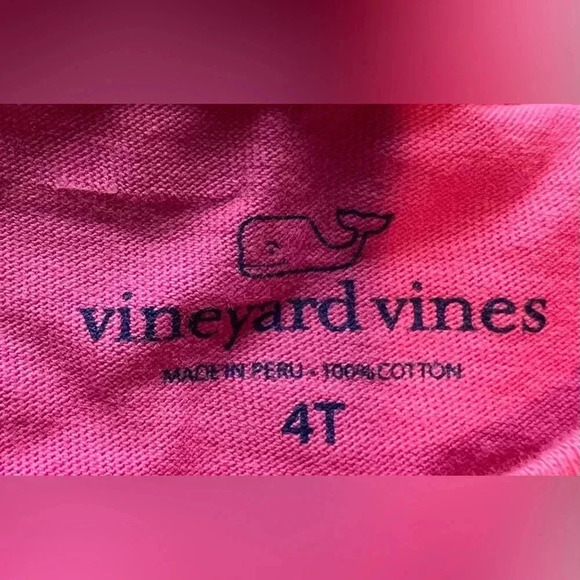 vineyard vines
MADE IN PERU - 100% COTTON
4T